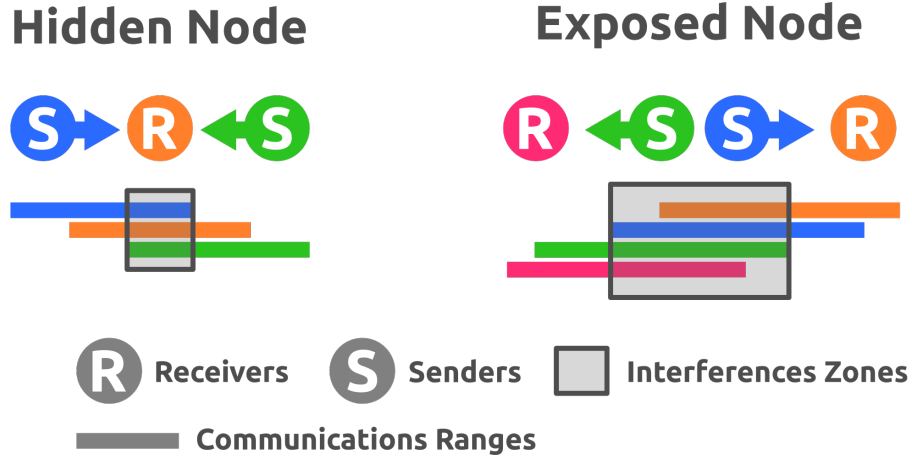 Hidden Node
Exposed Node
S R S
R S S R
R Receivers S Senders Interferences Zones
Communications Ranges